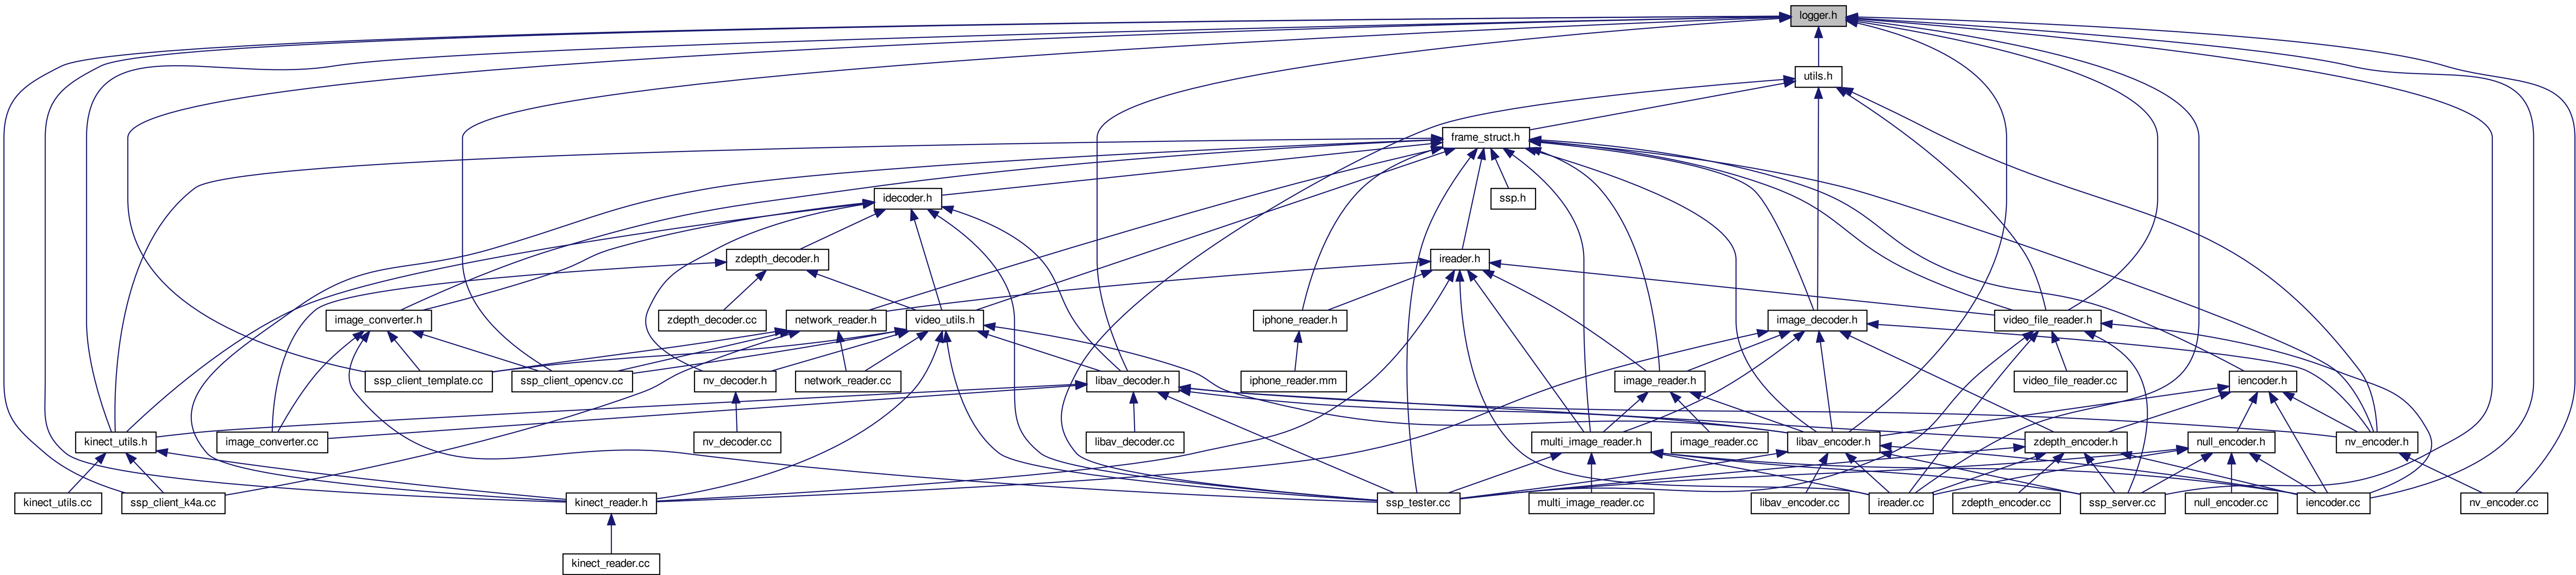 logger.h
utils.h
frame_struct.h
idecoder.h
ssp.h
zdepth_decoder.h
ireader.h
image_converter.h
zdepth_decoder.cc
network_reader.h
video_utils.h
iphone_reader.h
image_decoder.h
video_file_reader.h
ssp_client_template.cc
ssp_client_opencv.cc
nv_decoder.h
network_reader.cc
libav_decoder.h
iphone_reader.mm
image_reader.h
video_file_reader.cc
iencoder.h
kinect_utils.h
image_converter.cc
nv_decoder.cc
libav_decoder.cc
multi_image_reader.h
image_reader.cc
libav_encoder.h
zdepth_encoder.h
null_encoder.h
nv_encoder.h
kinect_utils.cc
ssp_client_k4a.cc
kinect_reader.h
ssp_tester.cc
multi_image_reader.cc
libav_encoder.cc
ireader.cc
zdepth_encoder.cc
ssp_server.cc
null_encoder.cc
iencoder.cc
nv_encoder.cc
kinect_reader.cc